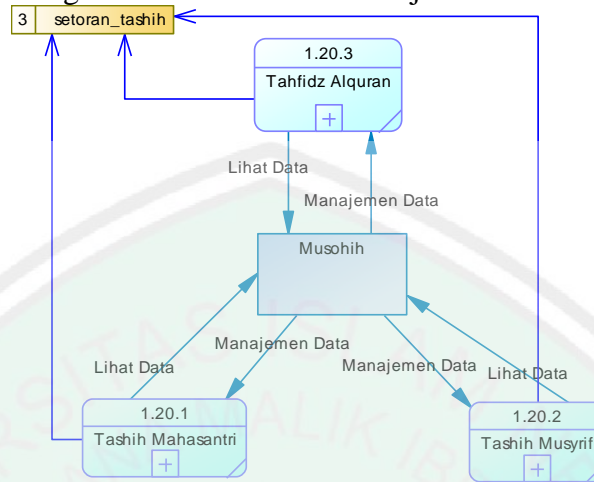 3 setoran_tashih
1.20.3
Tahfidz Alquran
Lihat Data
Manajemen Data
Musohih
Manajemen Data
Manajemen Data
Lihat Data
Lihat Data
1.20.1
Tashih Mahasantri
1.20.2
Tashih Musyrif